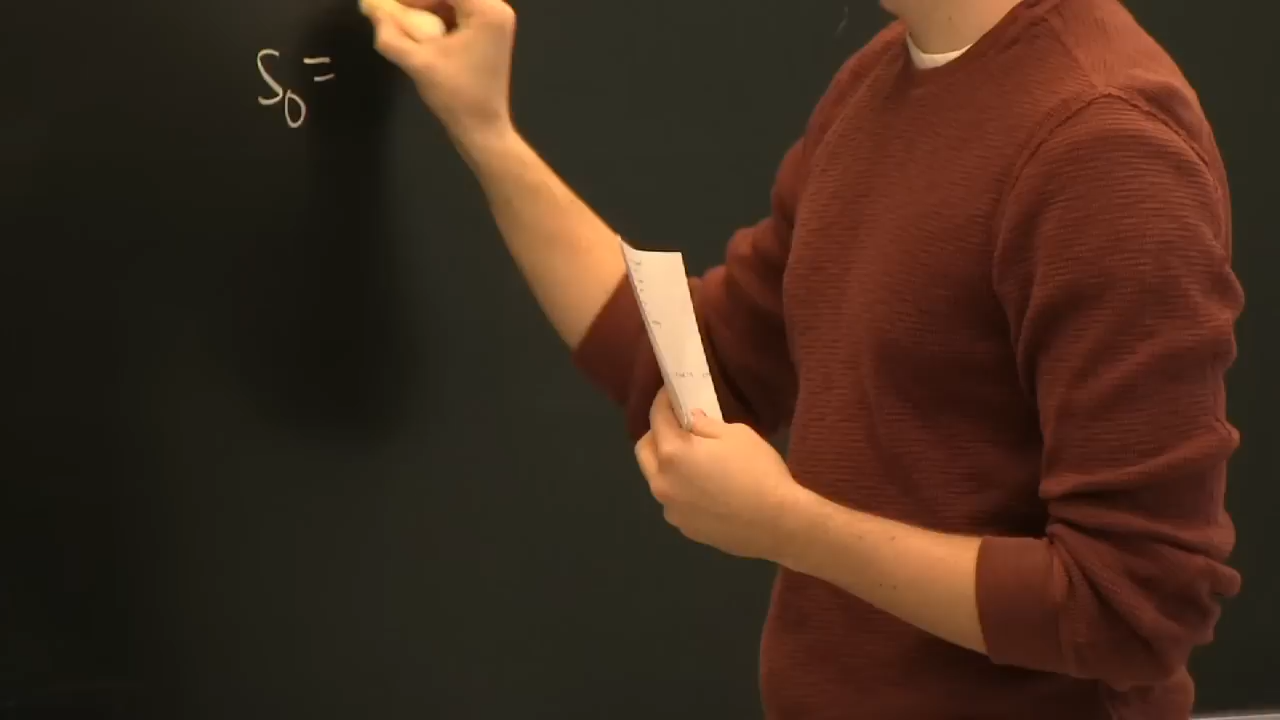 S₀ =